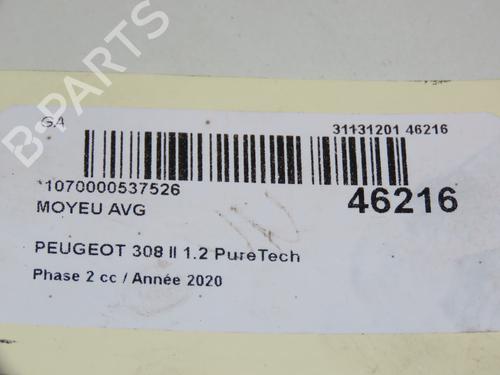 GA
31131201 46216
*1070000537526
46216
MOYEU AVG
PEUGEOT 308 II 1.2 PureTech
Phase 2 cc / Année 2020
B-PARTS